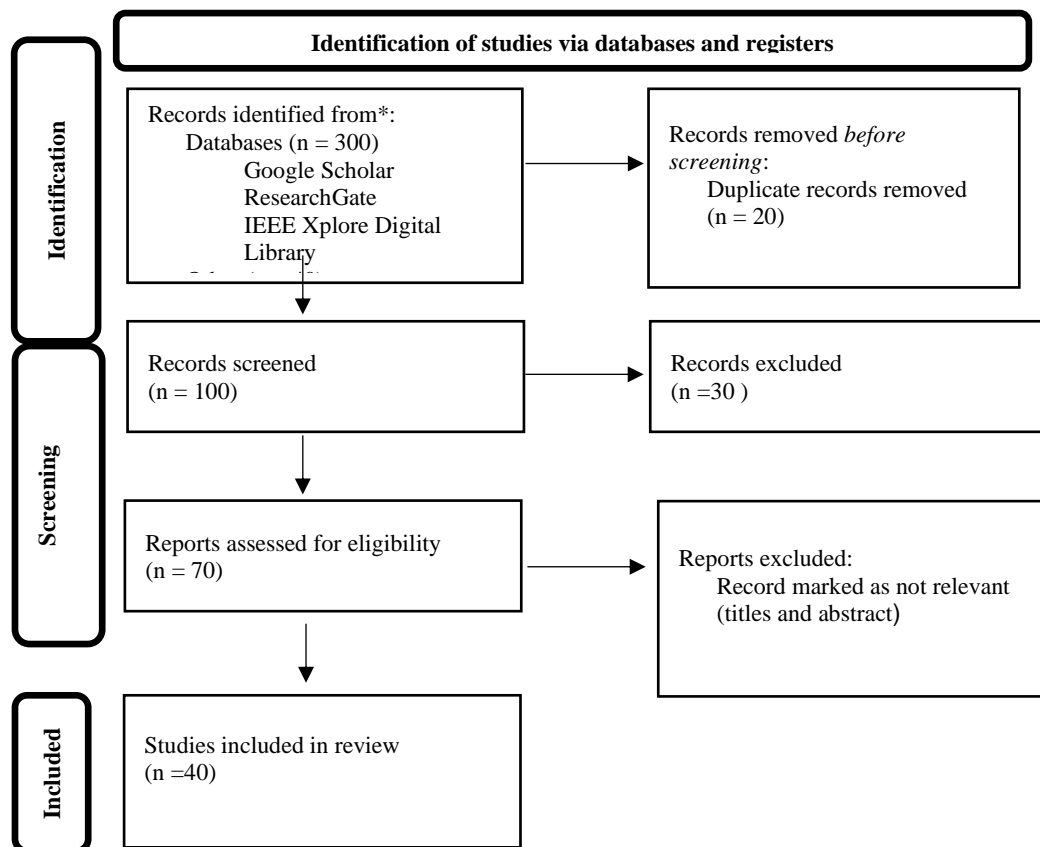 Identification of studies via databases and registers
Identification
Records identified from*:
Databases (n = 300)
Google Scholar
ResearchGate
IEEE Xplore Digital
Library
Records removed before
screening:
Duplicate records removed
(n = 20)
Screening
Records screened
(n = 100)
Records excluded
(n =30 )
Reports assessed for eligibility
(n = 70)
Reports excluded:
Record marked as not relevant
(titles and abstract)
Included
Studies included in review
(n =40)